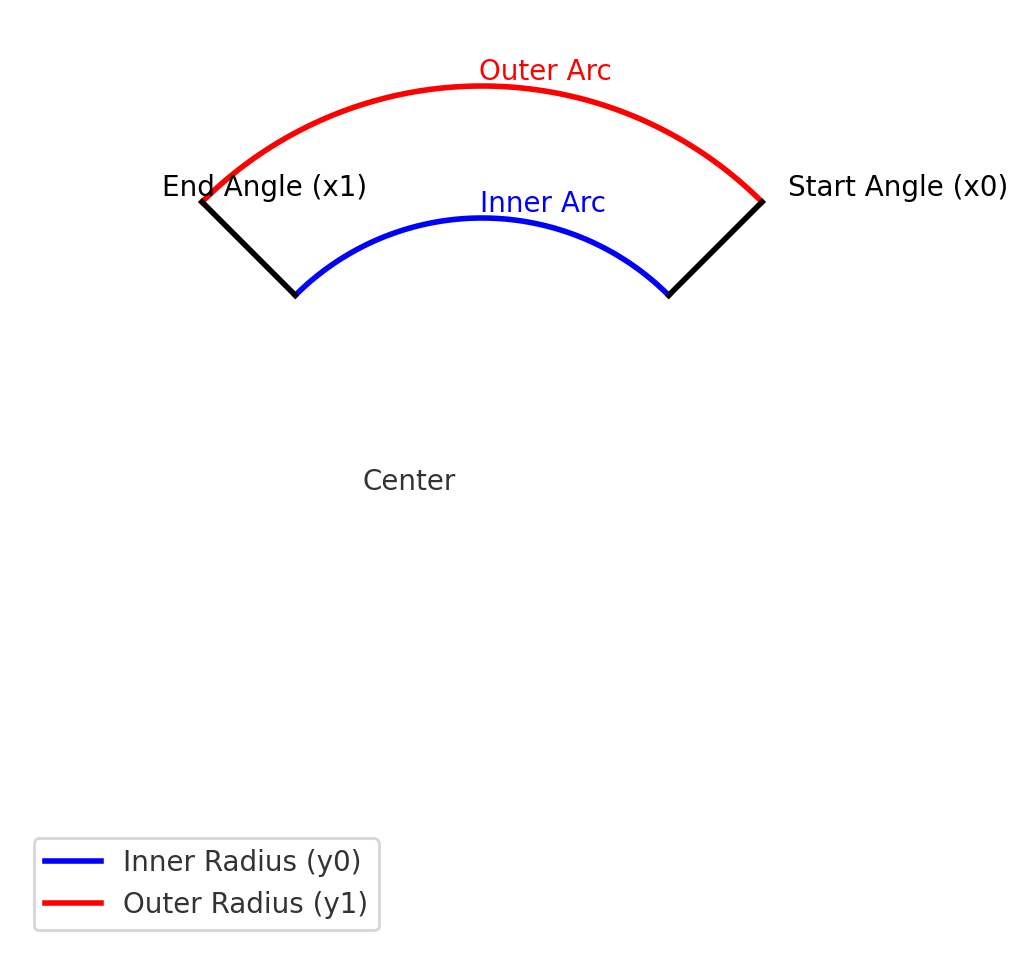 Outer Arc
End Angle (x1)
Start Angle (x0)
Inner Arc
Center
Inner Radius (y0)
Outer Radius (y1)